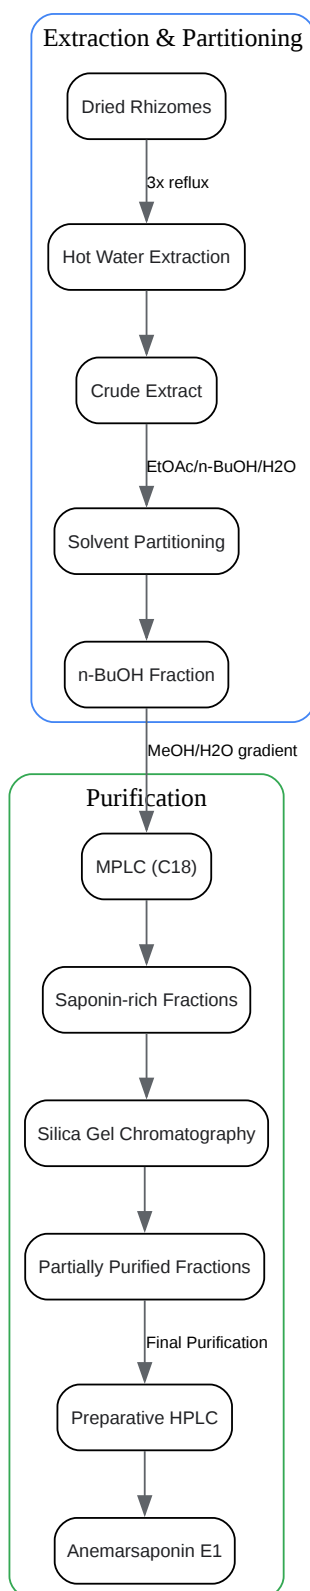 Extraction & Partitioning
Dried Rhizomes
3x reflux
Hot Water Extraction
Crude Extract
EtOAc/n-BuOH/H2O
Solvent Partitioning
n-BuOH Fraction
MeOH/H2O gradient
Purification
MPLC (C18)
Saponin-rich Fractions
Silica Gel Chromatography
Partially Purified Fractions
Final Purification
Preparative HPLC
Anemarsaponin E1